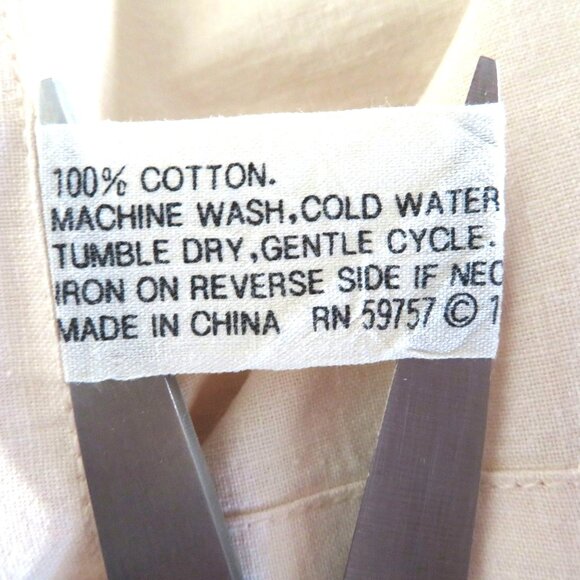 100% COTTON.
MACHINE WASH,COLD WATER
TUMBLE DRY,GENTLE CYCLE.
IRON ON REVERSE SIDE IF NEC
MADE IN CHINA RN 59757 © 1